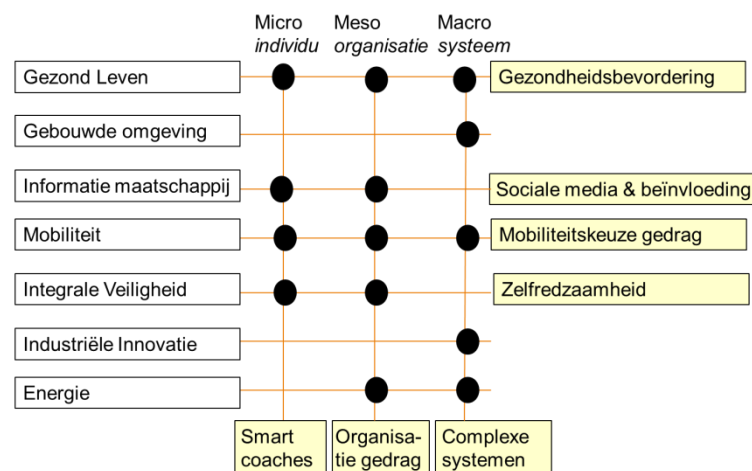 Micro
individu
Meso
organisatie
Macro
systeem
Gezond Leven
Gezondheidsbevordering
Gebouwde omgeving
Informatie maatschappij
Sociale media & beïnvloeding
Mobiliteit
Mobiliteitskeuze gedrag
Integrale Veiligheid
Zelfredzaamheid
Industriële Innovatie
Energie
Smart
coaches
Organisa-
tie gedrag
Complexe
systemen